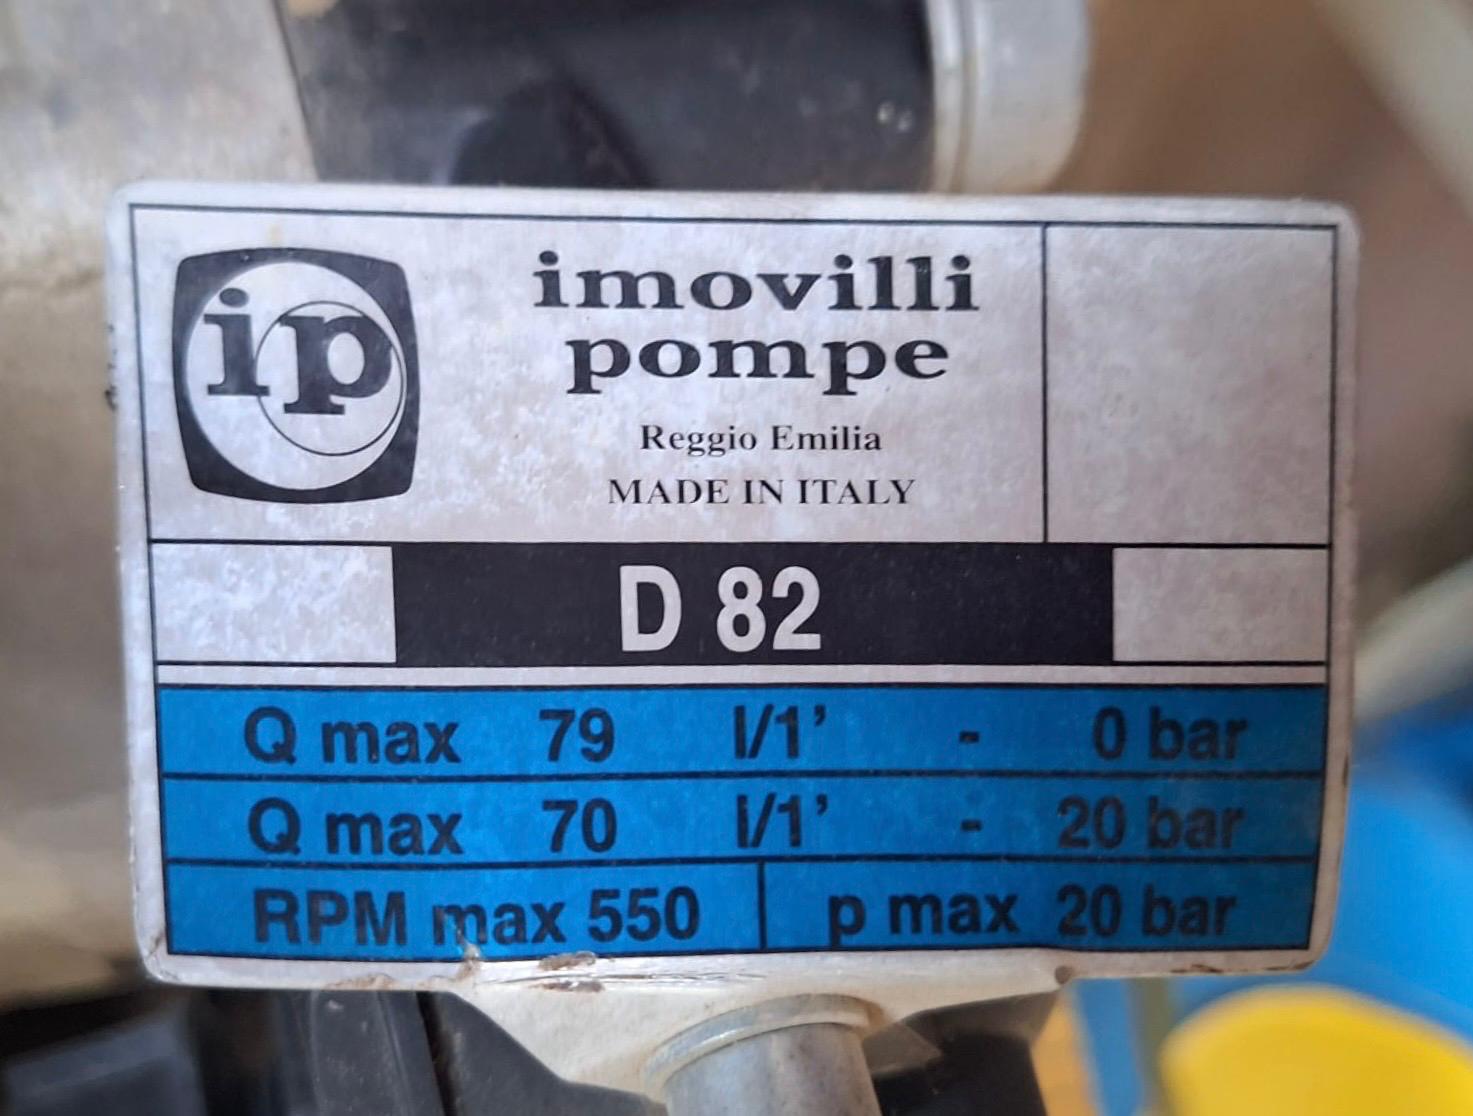 ip
imovilli
pompe
Reggio Emilia
MADE IN ITALY
D 82
Q max 79 l/1' - 0 bar
Q max 70 l/1' - 20 bar
RPM max 550 p max 20 bar